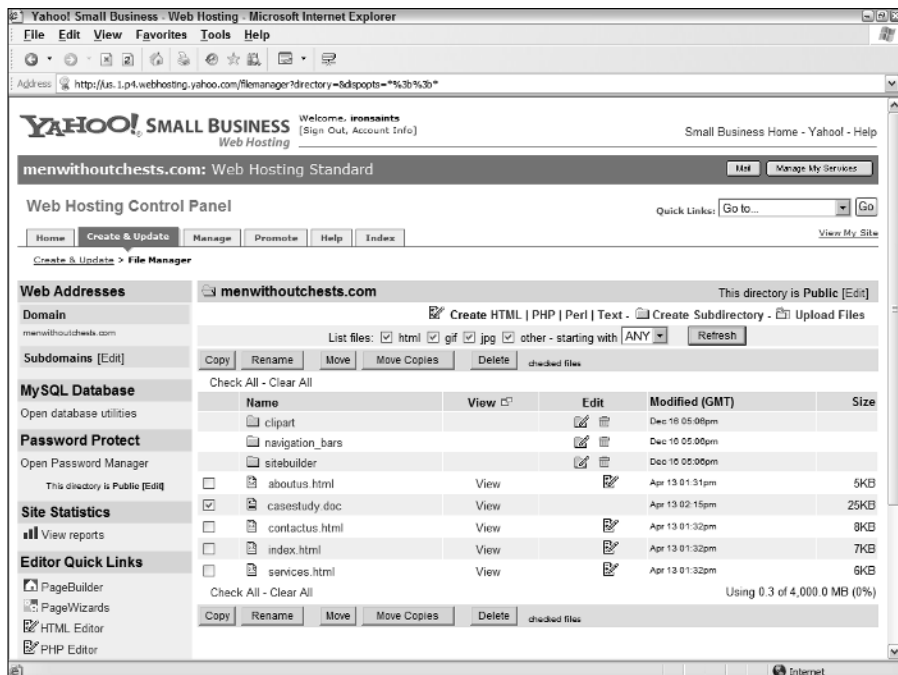 Yahoo! Small Business - Web Hosting - Microsoft Internet Explorer
File Edit View Favorites Tools Help
Address http://us.1.p4.webhosting.yahoo.com/filemanager?directory=&dispopts=*%3b%3b*
YAHOO! SMALL BUSINESS
Web Hosting
Welcome, ironsaints
[Sign Out, Account Info]
Small Business Home - Yahoo! - Help
menwithoutchests.com: Web Hosting Standard
Mail Manage My Services
Web Hosting Control Panel
Quick Links: Go to... Go
Home Create & Update Manage Promote Help Index
View My Site
Create & Update > File Manager
Web Addresses
Domain
menwithoutchests.com
Subdomains [Edit]
MySQL Database
Open database utilities
Password Protect
Open Password Manager
This directory is Public [Edit]
Site Statistics
View reports
Editor Quick Links
PageBuilder
PageWizards
HTML Editor
PHP Editor
menwithoutchests.com This directory is Public [Edit]
Create HTML | PHP | Perl | Text - Create Subdirectory - Upload Files
List files: html gif jpg other - starting with ANY Refresh
Copy Rename Move Move Copies Delete checked files
Check All - Clear All
Name View Edit Modified (GMT) Size
clipart Dec 16 05:06pm
navigation_bars Dec 16 05:06pm
sitebuilder Dec 16 05:06pm
aboutus.html View Apr 13 01:31pm 5KB
casestudy.doc View Apr 13 02:15pm 25KB
contactus.html View Apr 13 01:32pm 8KB
index.html View Apr 13 01:32pm 7KB
services.html View Apr 13 01:32pm 6KB
Check All - Clear All Using 0.3 of 4,000.0 MB (0%)
Copy Rename Move Move Copies Delete checked files
Internet